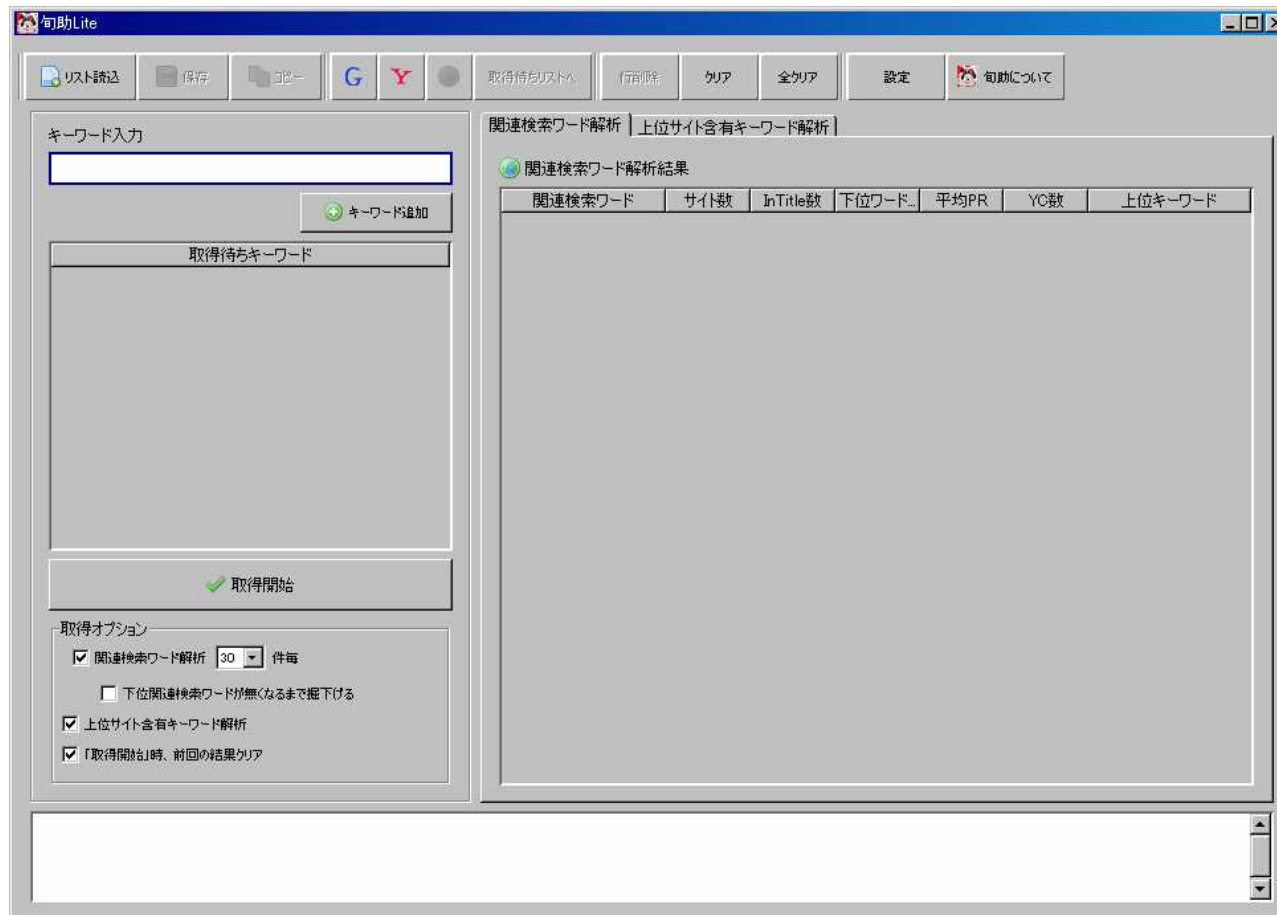 旬助Lite
リスト読込 保存 コピー G Y 取得待ちリストへ 行削除 クリア 全クリア 設定 旬助について
キーワード入力
キーワード追加
取得待ちキーワード
取得開始
取得オプション
関連検索ワード解析 30 件毎
下位関連検索ワードが無くなるまで掘下げる
上位サイト含有キーワード解析
「取得開始」時、前回の結果クリア
関連検索ワード解析 上位サイト含有キーワード解析
関連検索ワード解析結果
関連検索ワード サイト数 InTitle数 下位ワード... 平均PR YC数 上位キーワード